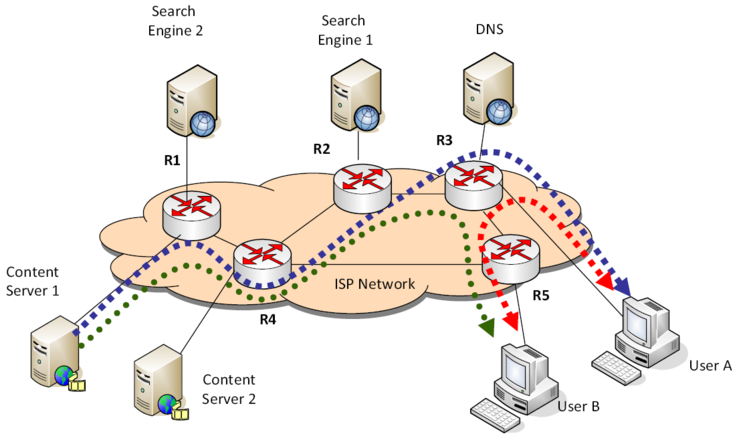 Search
Engine 2
Search
Engine 1
DNS
R1
R2
R3
Content
Server 1
ISP Network
R4
R5
Content
Server 2
User A
User B